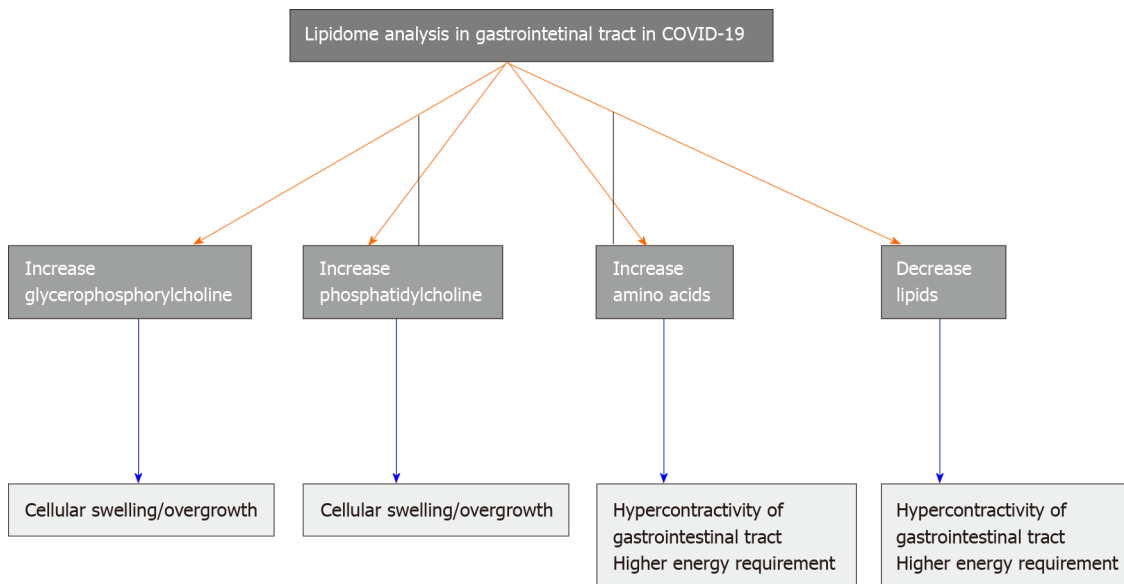 Lipidome analysis in gastrointetinal tract in COVID-19
Increase
glycerophosphorylcholine
Increase
phosphatidylcholine
Increase
amino acids
Decrease
lipids
Cellular swelling/overgrowth
Cellular swelling/overgrowth
Hypercontractivity of
gastrointestinal tract
Higher energy requirement
Hypercontractivity of
gastrointestinal tract
Higher energy requirement